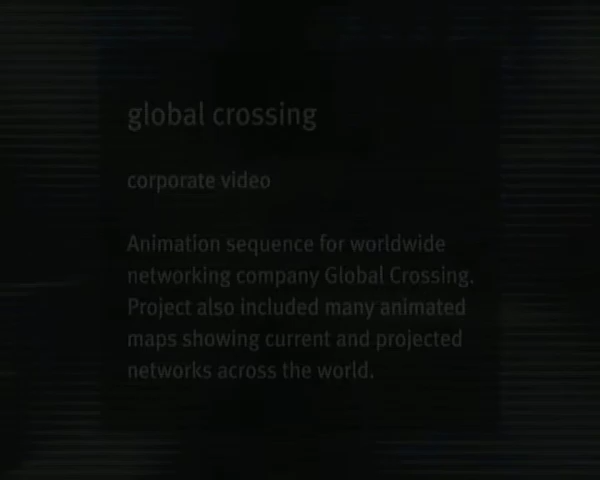 global crossing
corporate video
Animation sequence for worldwide
networking company Global Crossing.
Project also included many animated
maps showing current and projected
networks across the world.